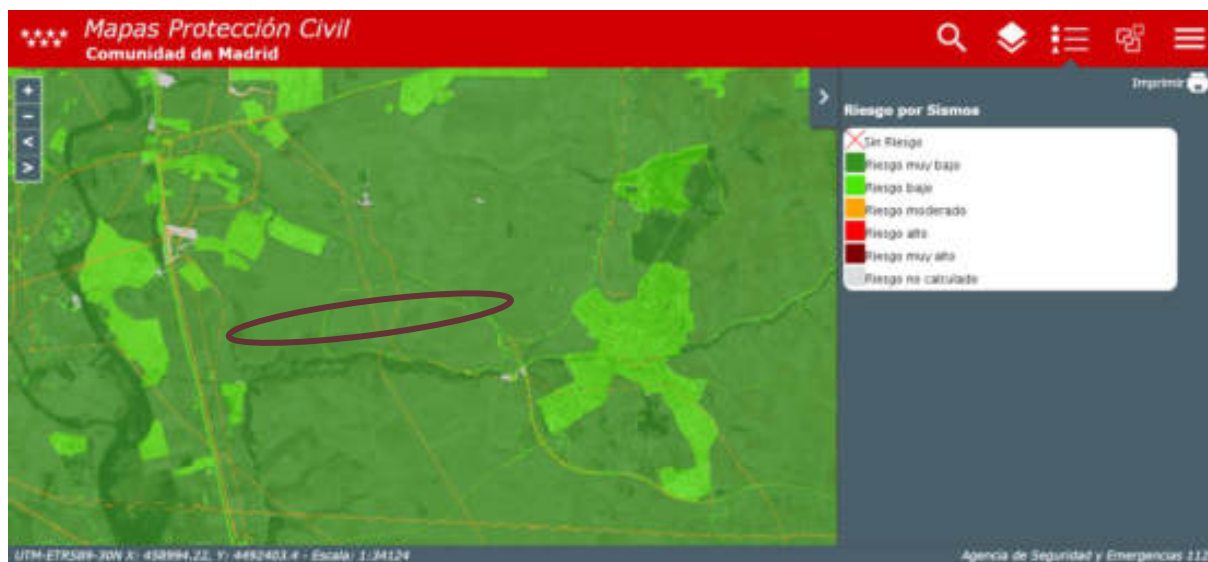 Mapas Protección Civil
Comunidad de Madrid
Imprimir
Riesgo por Sismos
Sin Riesgo
Riesgo muy bajo
Riesgo bajo
Riesgo moderado
Riesgo alto
Riesgo muy alto
Riesgo no calculado
UTM-ETRS89-30N X: 458994.22, Y: 4492403.4 - Escala: 1:34124
Agencia de Seguridad y Emergencias 112